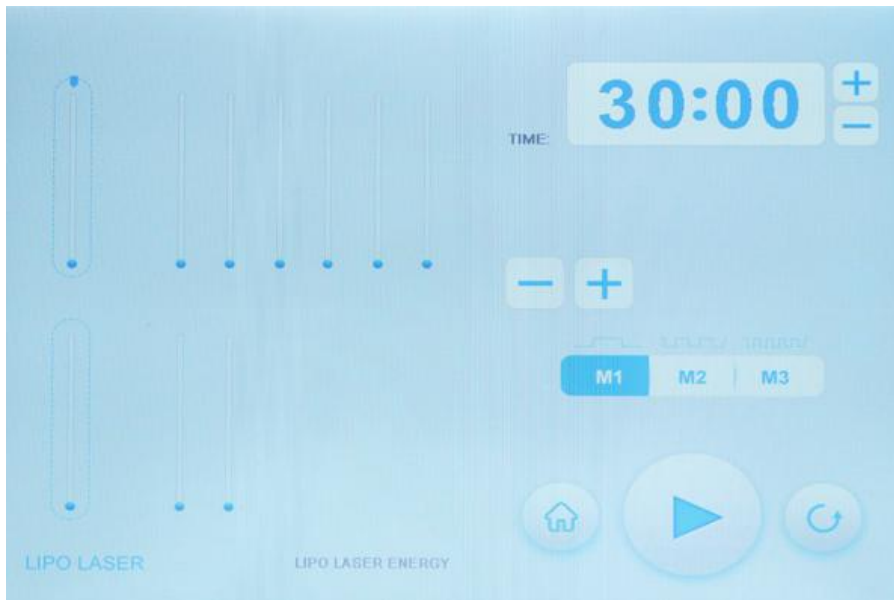 30:00
TIME:
M1 M2 M3
LIPO LASER
LIPO LASER ENERGY